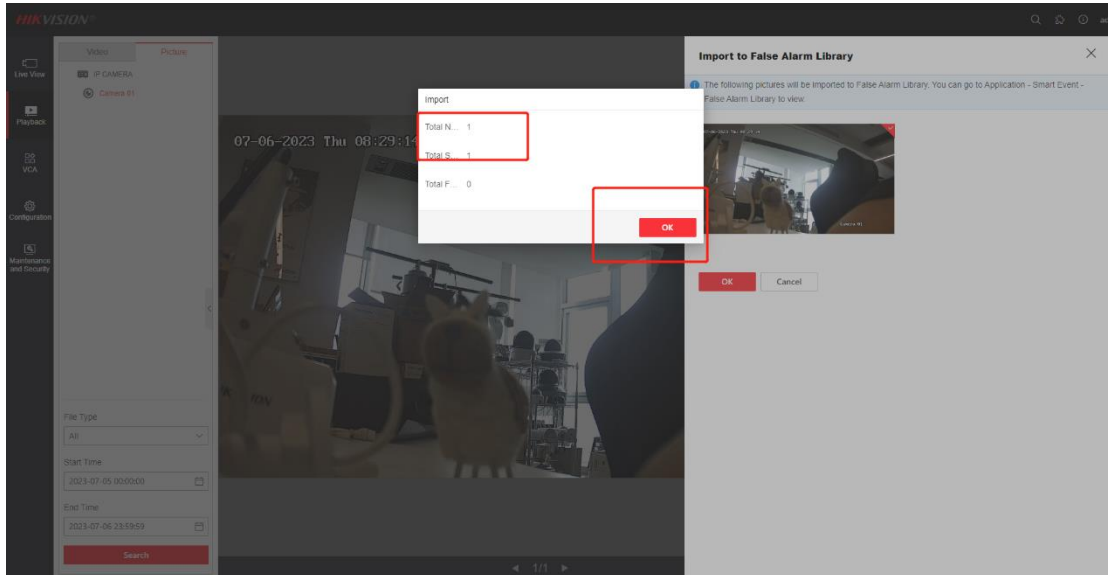 HIKVISION®
Live View
Playback
VCA
Configuration
Maintenance
and Security
Video
Picture
IP CAMERA
Camera 01
File Type
All
Start Time
2023-07-05 00:00:00
End Time
2023-07-06 23:59:59
Search
07-06-2023 Thu 08:29:14
1/1
Import
Total N... 1
Total S... 1
Total F... 0
OK
Import to False Alarm Library
The following pictures will be Imported to False Alarm Library. You can go to Application - Smart Event -
False Alarm Library to view.
Camera 01
OK
Cancel